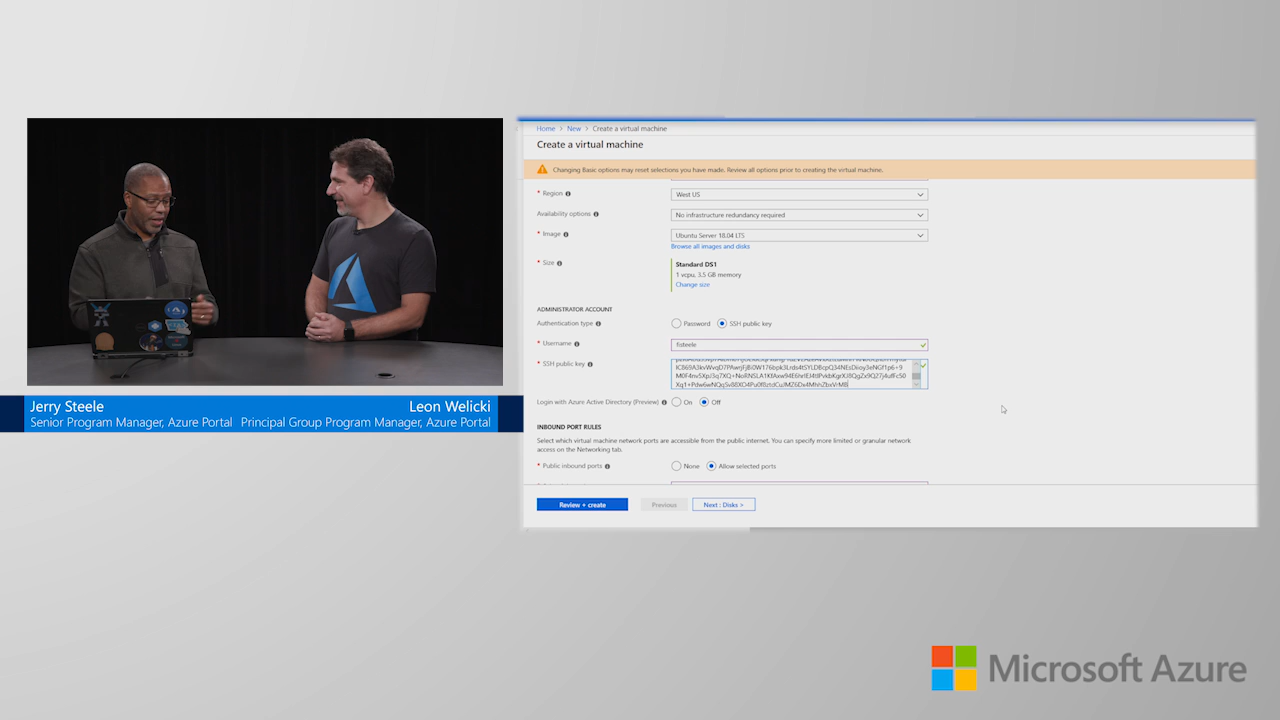 Home > New > Create a virtual machine
Create a virtual machine
Changing Basic options may reset selections you have made. Review all options prior to creating the virtual machine.
* Region
West US
Availability options
No infrastructure redundancy required
* Image
Ubuntu Server 18.04 LTS
Browse all images and disks
* Size
Standard DS1
1 vcpu, 3.5 GB memory
Change size
ADMINISTRATOR ACCOUNT
Authentication type
Password
SSH public key
* Username
* SSH public key
Login with Azure Active Directory (Preview)
On
Off
INBOUND PORT RULES
Select which virtual machine network ports are accessible from the public internet. You can specify more limited or granular network
access on the Networking tab.
* Public inbound ports
None
Allow selected ports
Review + create
Previous
Next : Disks >
Jerry Steele
Senior Program Manager, Azure Portal
Leon Welicki
Principal Group Program Manager, Azure Portal
Microsoft Azure